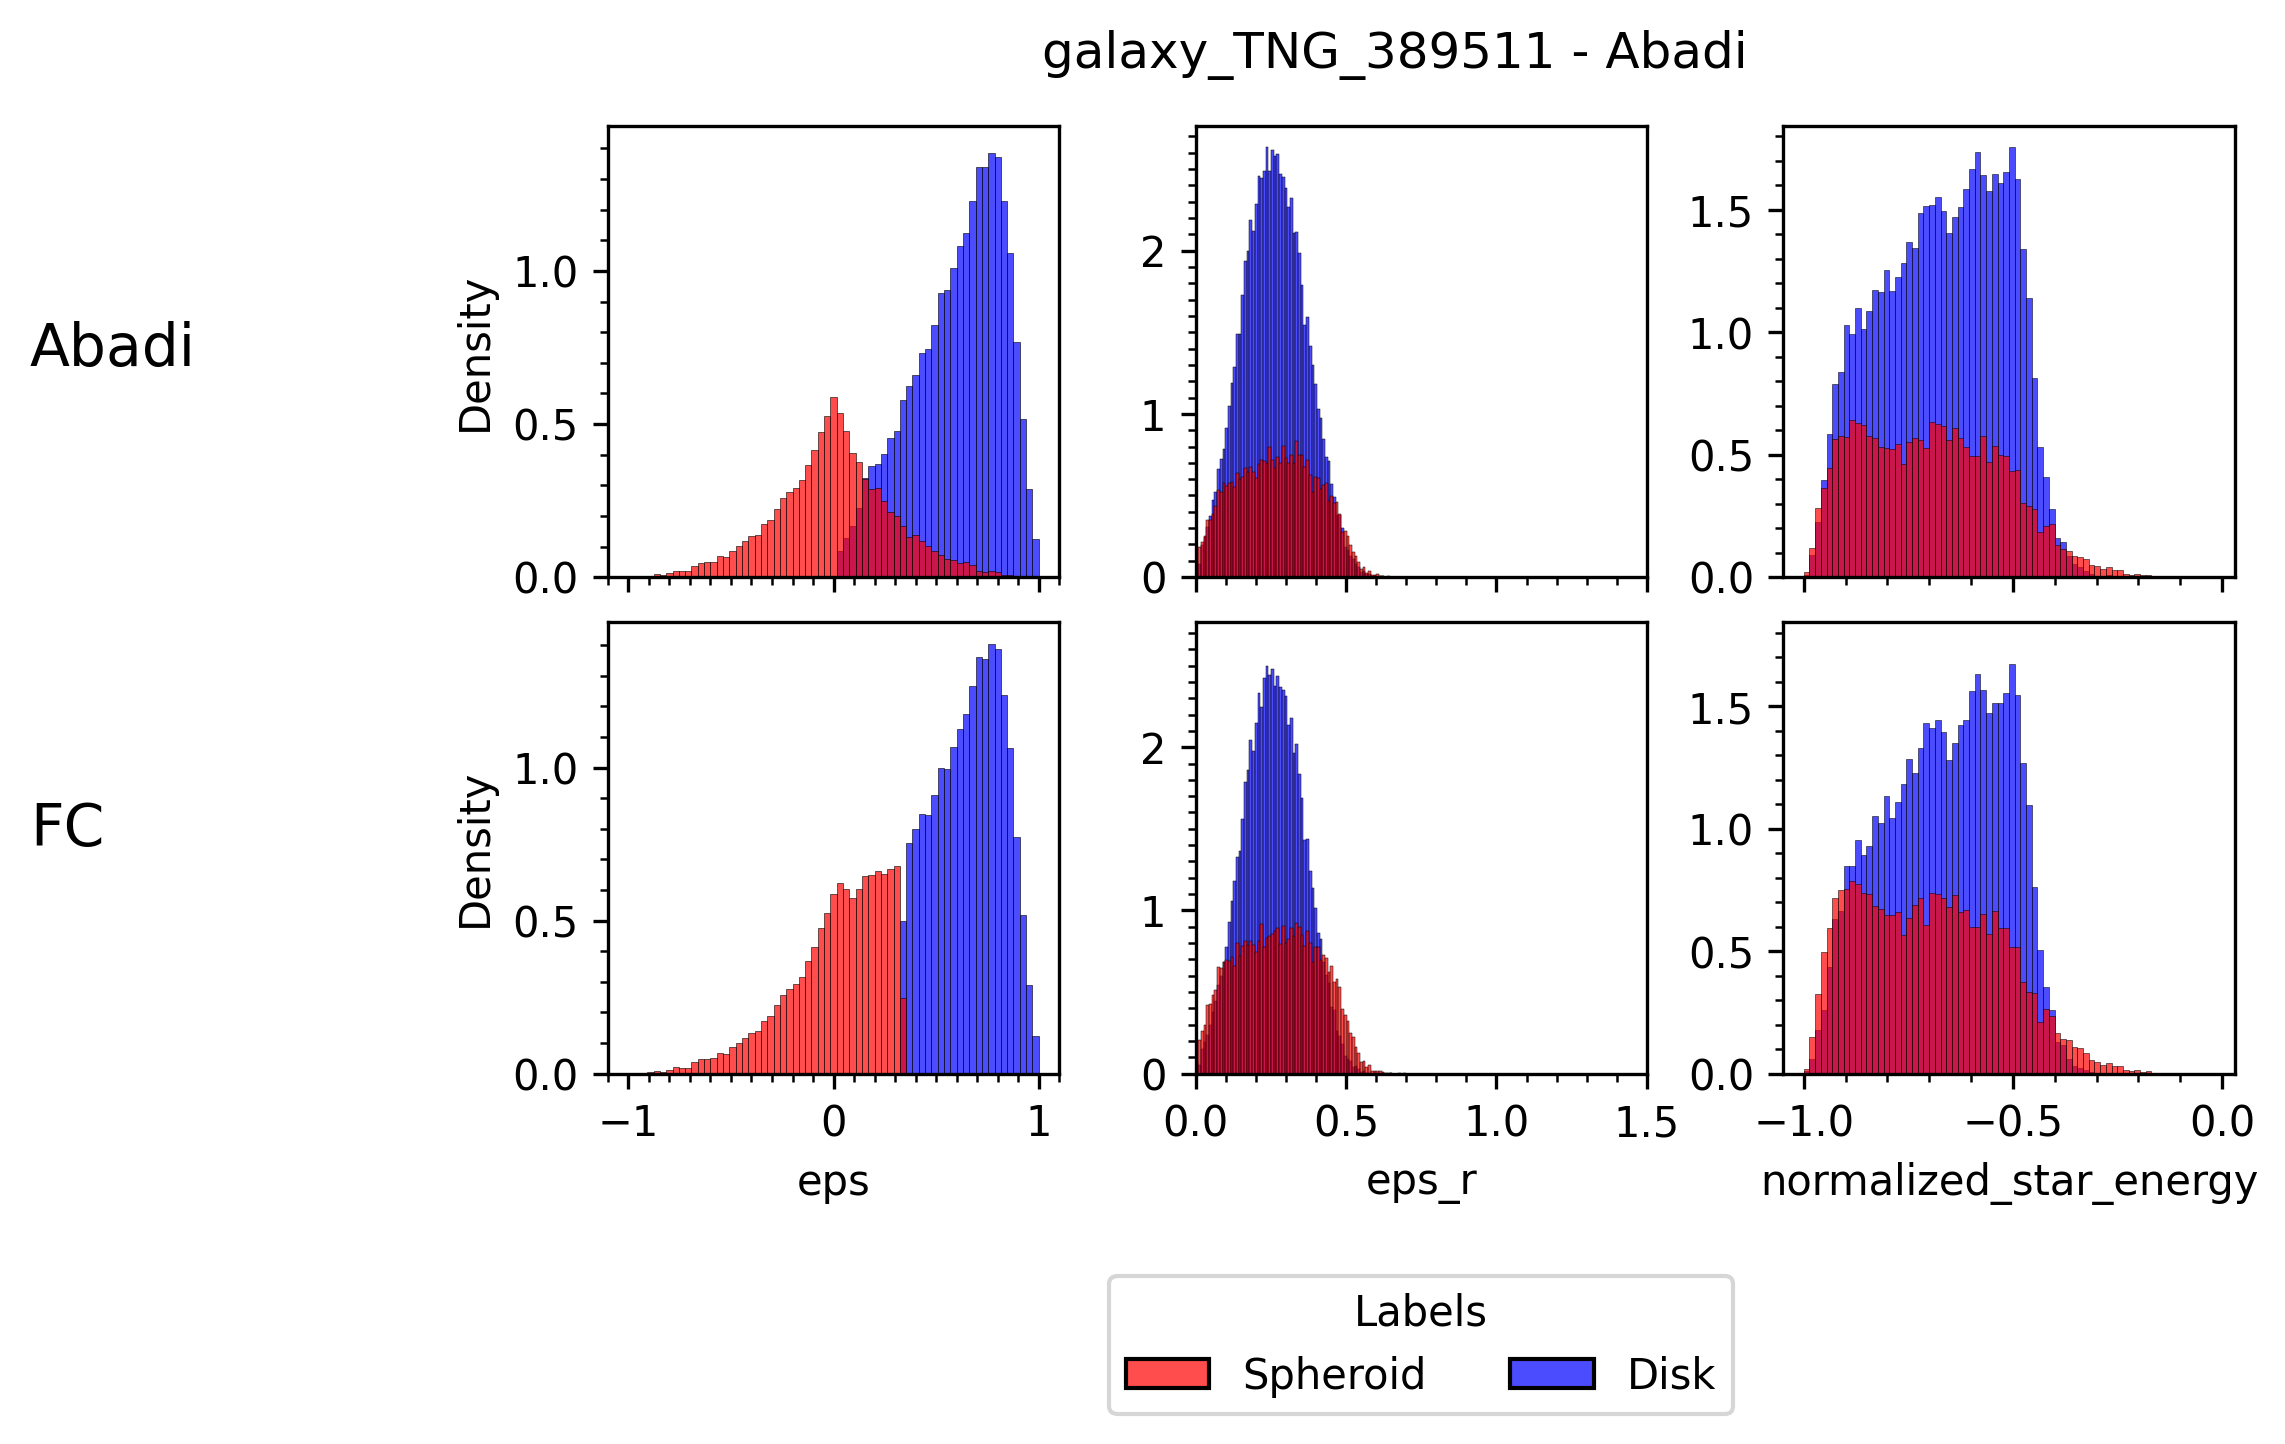 galaxy_TNG_389511 - Abadi
Abadi
Density
1.0
0.5
0.0
2
1
0
1.5
1.0
0.5
0.0
FC
Density
1.0
0.5
0.0
2
1
0
1.5
1.0
0.5
0.0
−1 0 1
0.0 0.5 1.0 1.5
−1.0 −0.5 0.0
eps
eps_r
normalized_star_energy
Labels
Spheroid Disk